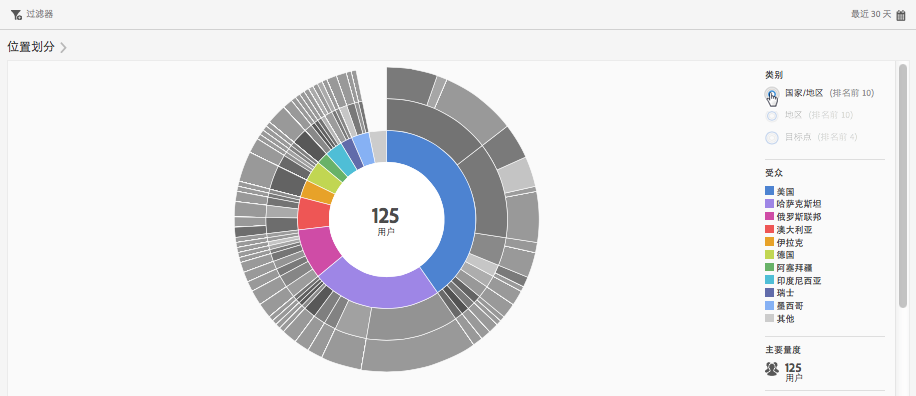 过滤器
最近 30 天
位置划分
类别
国家/地区 (排名前 10)
地区 (排名前 10)
目标点 (排名前 4)
受众
美国
哈萨克斯坦
俄罗斯联邦
澳大利亚
伊拉克
德国
阿塞拜疆
印度尼西亚
瑞士
墨西哥
其他
125
用户
主要量度
125
用户